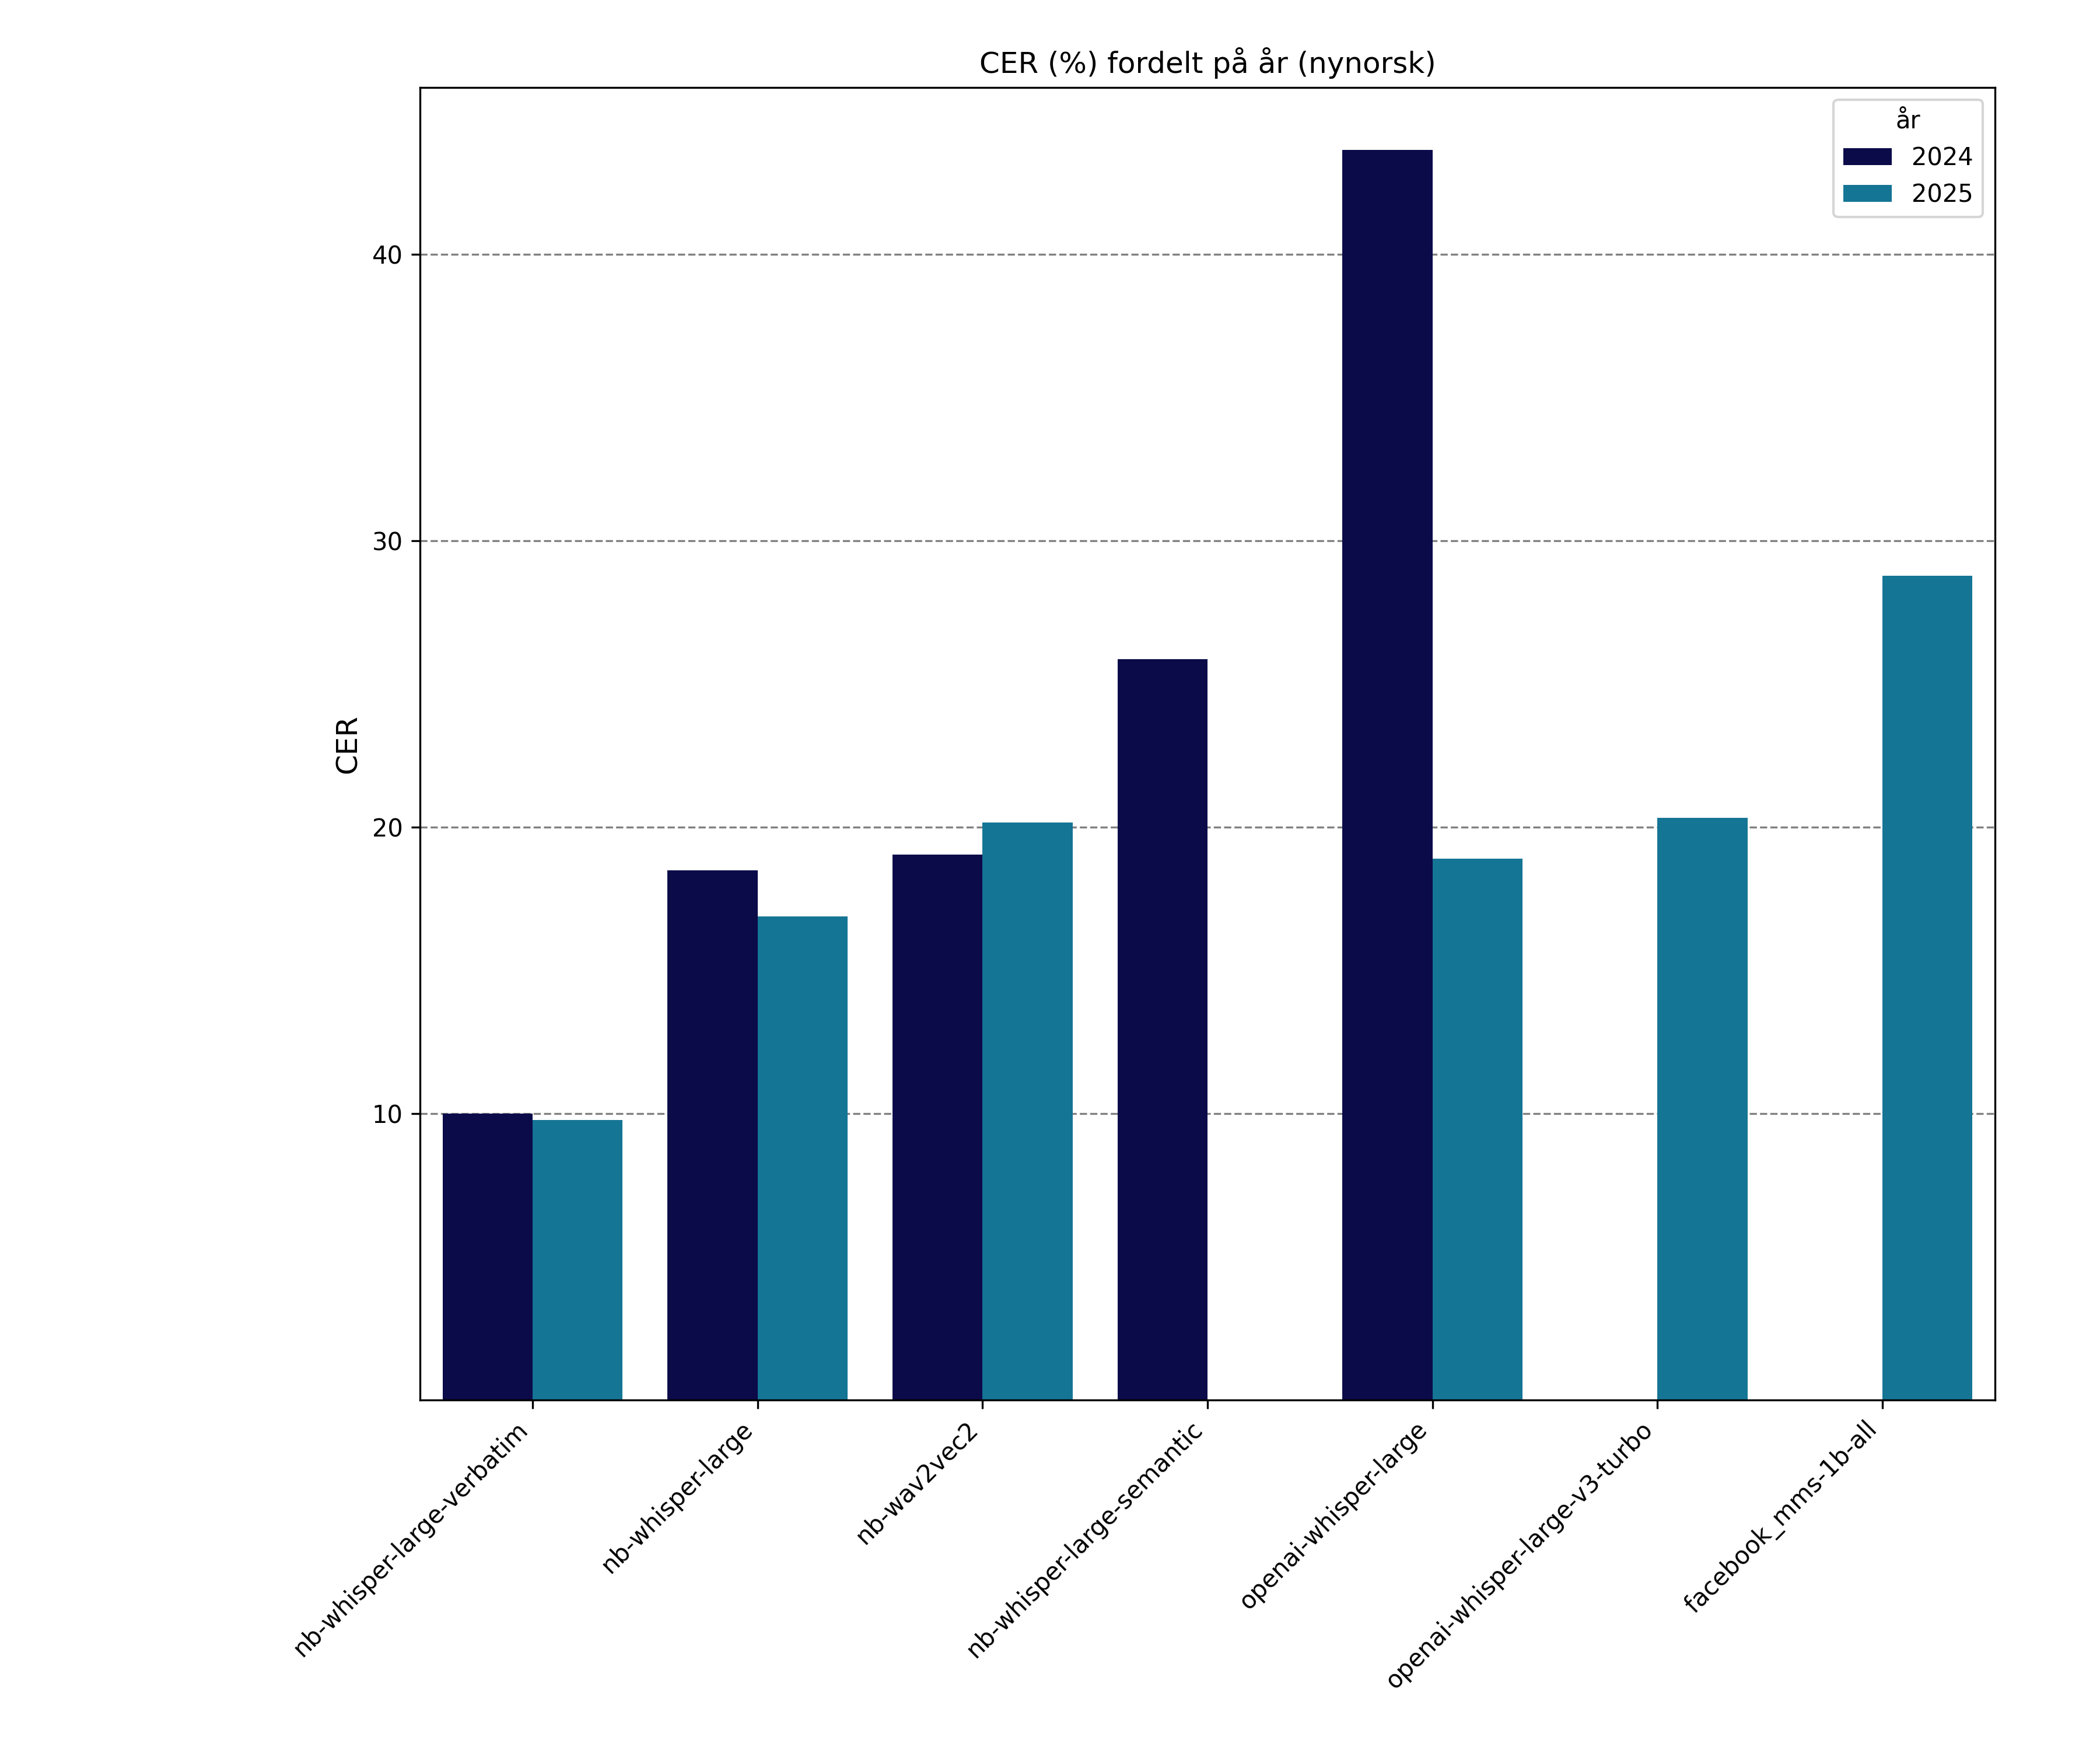 CER (%) fordelt på år (nynorsk)
år
2024
2025
40
30
20
10
CER
nb-whisper-large-verbatim
nb-whisper-large
nb-wav2vec2
nb-whisper-large-semantic
openai-whisper-large
openai-whisper-large-v3-turbo
facebook_mms-1b-all